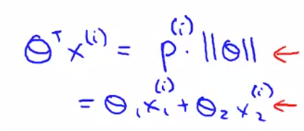 θᵀx⁽ⁱ⁾ = p⁽ⁱ⁾ · ||θ|| ←
= θ₁x₁⁽ⁱ⁾ + θ₂x₂⁽ⁱ⁾ ←